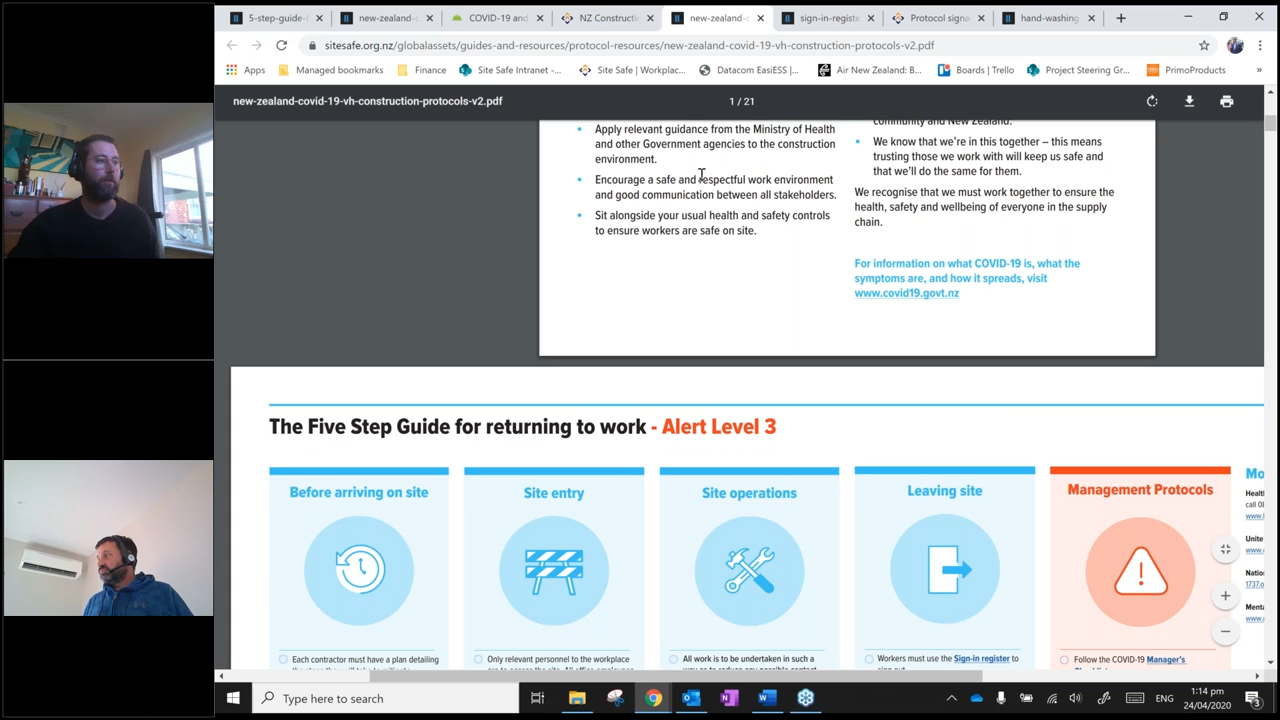 5-step-guide-
new-zealand-c
COVID-19 and
NZ Constructi
new-zealand-c
sign-in-registe
Protocol signa
hand-washing
sitesafe.org.nz/globalassets/guides-and-resources/protocol-resources/new-zealand-covid-19-vh-construction-protocols-v2.pdf
Apps
Managed bookmarks
Finance
Site Safe Intranet -...
Site Safe | Workplac...
Datacom EasiESS |...
Air New Zealand: B...
Boards | Trello
Project Steering Gr...
PrimoProducts
»
new-zealand-covid-19-vh-construction-protocols-v2.pdf
1 / 21
• Apply relevant guidance from the Ministry of Health
and other Government agencies to the construction
environment.
• Encourage a safe and respectful work environment
and good communication between all stakeholders.
• Sit alongside your usual health and safety controls
to ensure workers are safe on site.
community and New Zealand.
• We know that we're in this together – this means
trusting those we work with will keep us safe and
that we'll do the same for them.
We recognise that we must work together to ensure the
health, safety and wellbeing of everyone in the supply
chain.
For information on what COVID-19 is, what the
symptoms are, and how it spreads, visit
www.covid19.govt.nz
The Five Step Guide for returning to work - Alert Level 3
Before arriving on site
Each contractor must have a plan detailing
Site entry
Only relevant personnel to the workplace
Site operations
All work is to be undertaken in such a
Leaving site
Workers must use the Sign-in register to
Management Protocols
Follow the COVID-19 Manager's
Mo
Healt
call 08
www.
Unite
www.
Natio
1737.o
Menta
www.
Type here to search
ENG
1:14 pm
24/04/2020
3